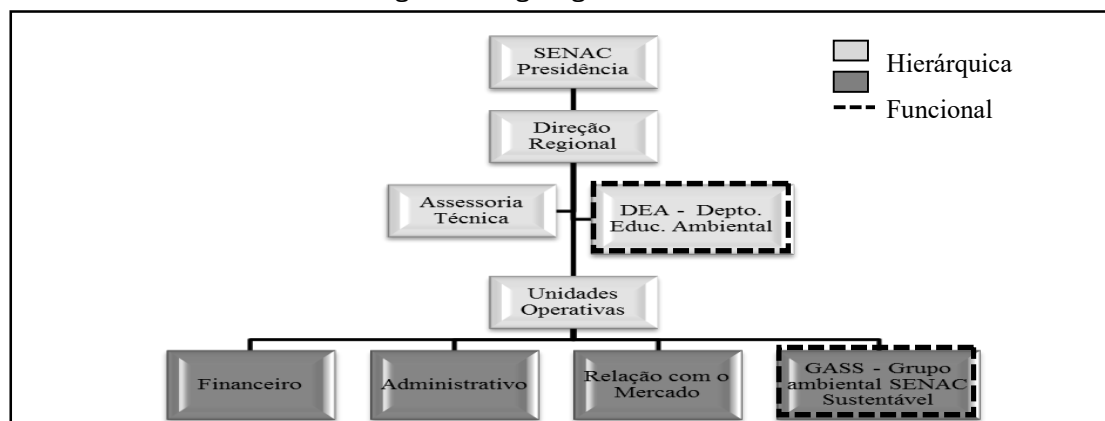 SENAC
Presidência
Hierárquica
Funcional
Direção
Regional
Assessoria
Técnica
DEA - Depto.
Educ. Ambiental
Unidades
Operativas
Financeiro
Administrativo
Relação com o
Mercado
GASS - Grupo
ambiental SENAC
Sustentável